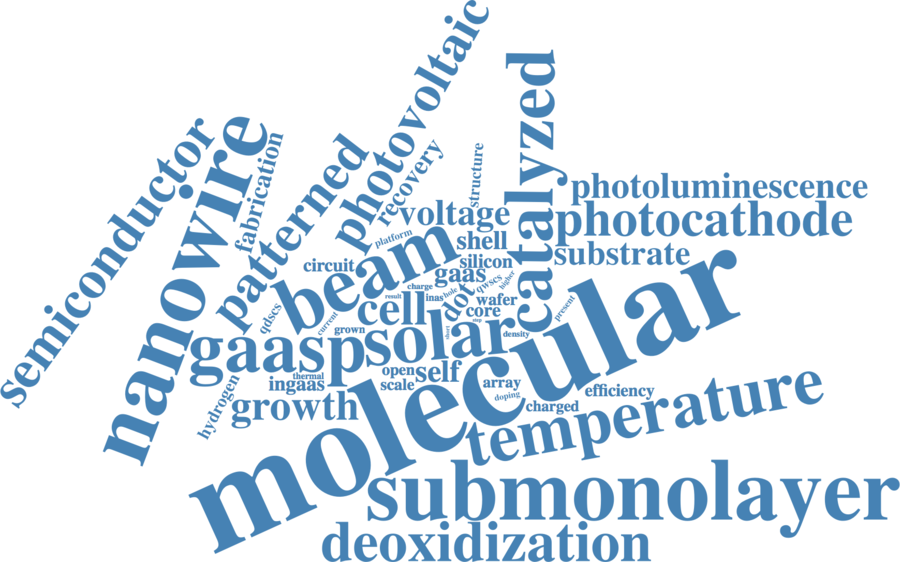 semiconductor
nanowire
fabrication
patterned
photovoltaic
recovery
structure
catalyzed
photoluminescence
photocathode
substrate
voltage
platform
beam
shell
silicon
gaas
circuit
charge
qwscs
higher
hole
dot
inas
result
cell
wafer
core
step
short
present
qdscs
current
grown
gaasp
solar
density
molecular
thermal
ingaas
open
self
scale
array
doping
efficiency
hydrogen
growth
charged
temperature
submonolayer
deoxidization